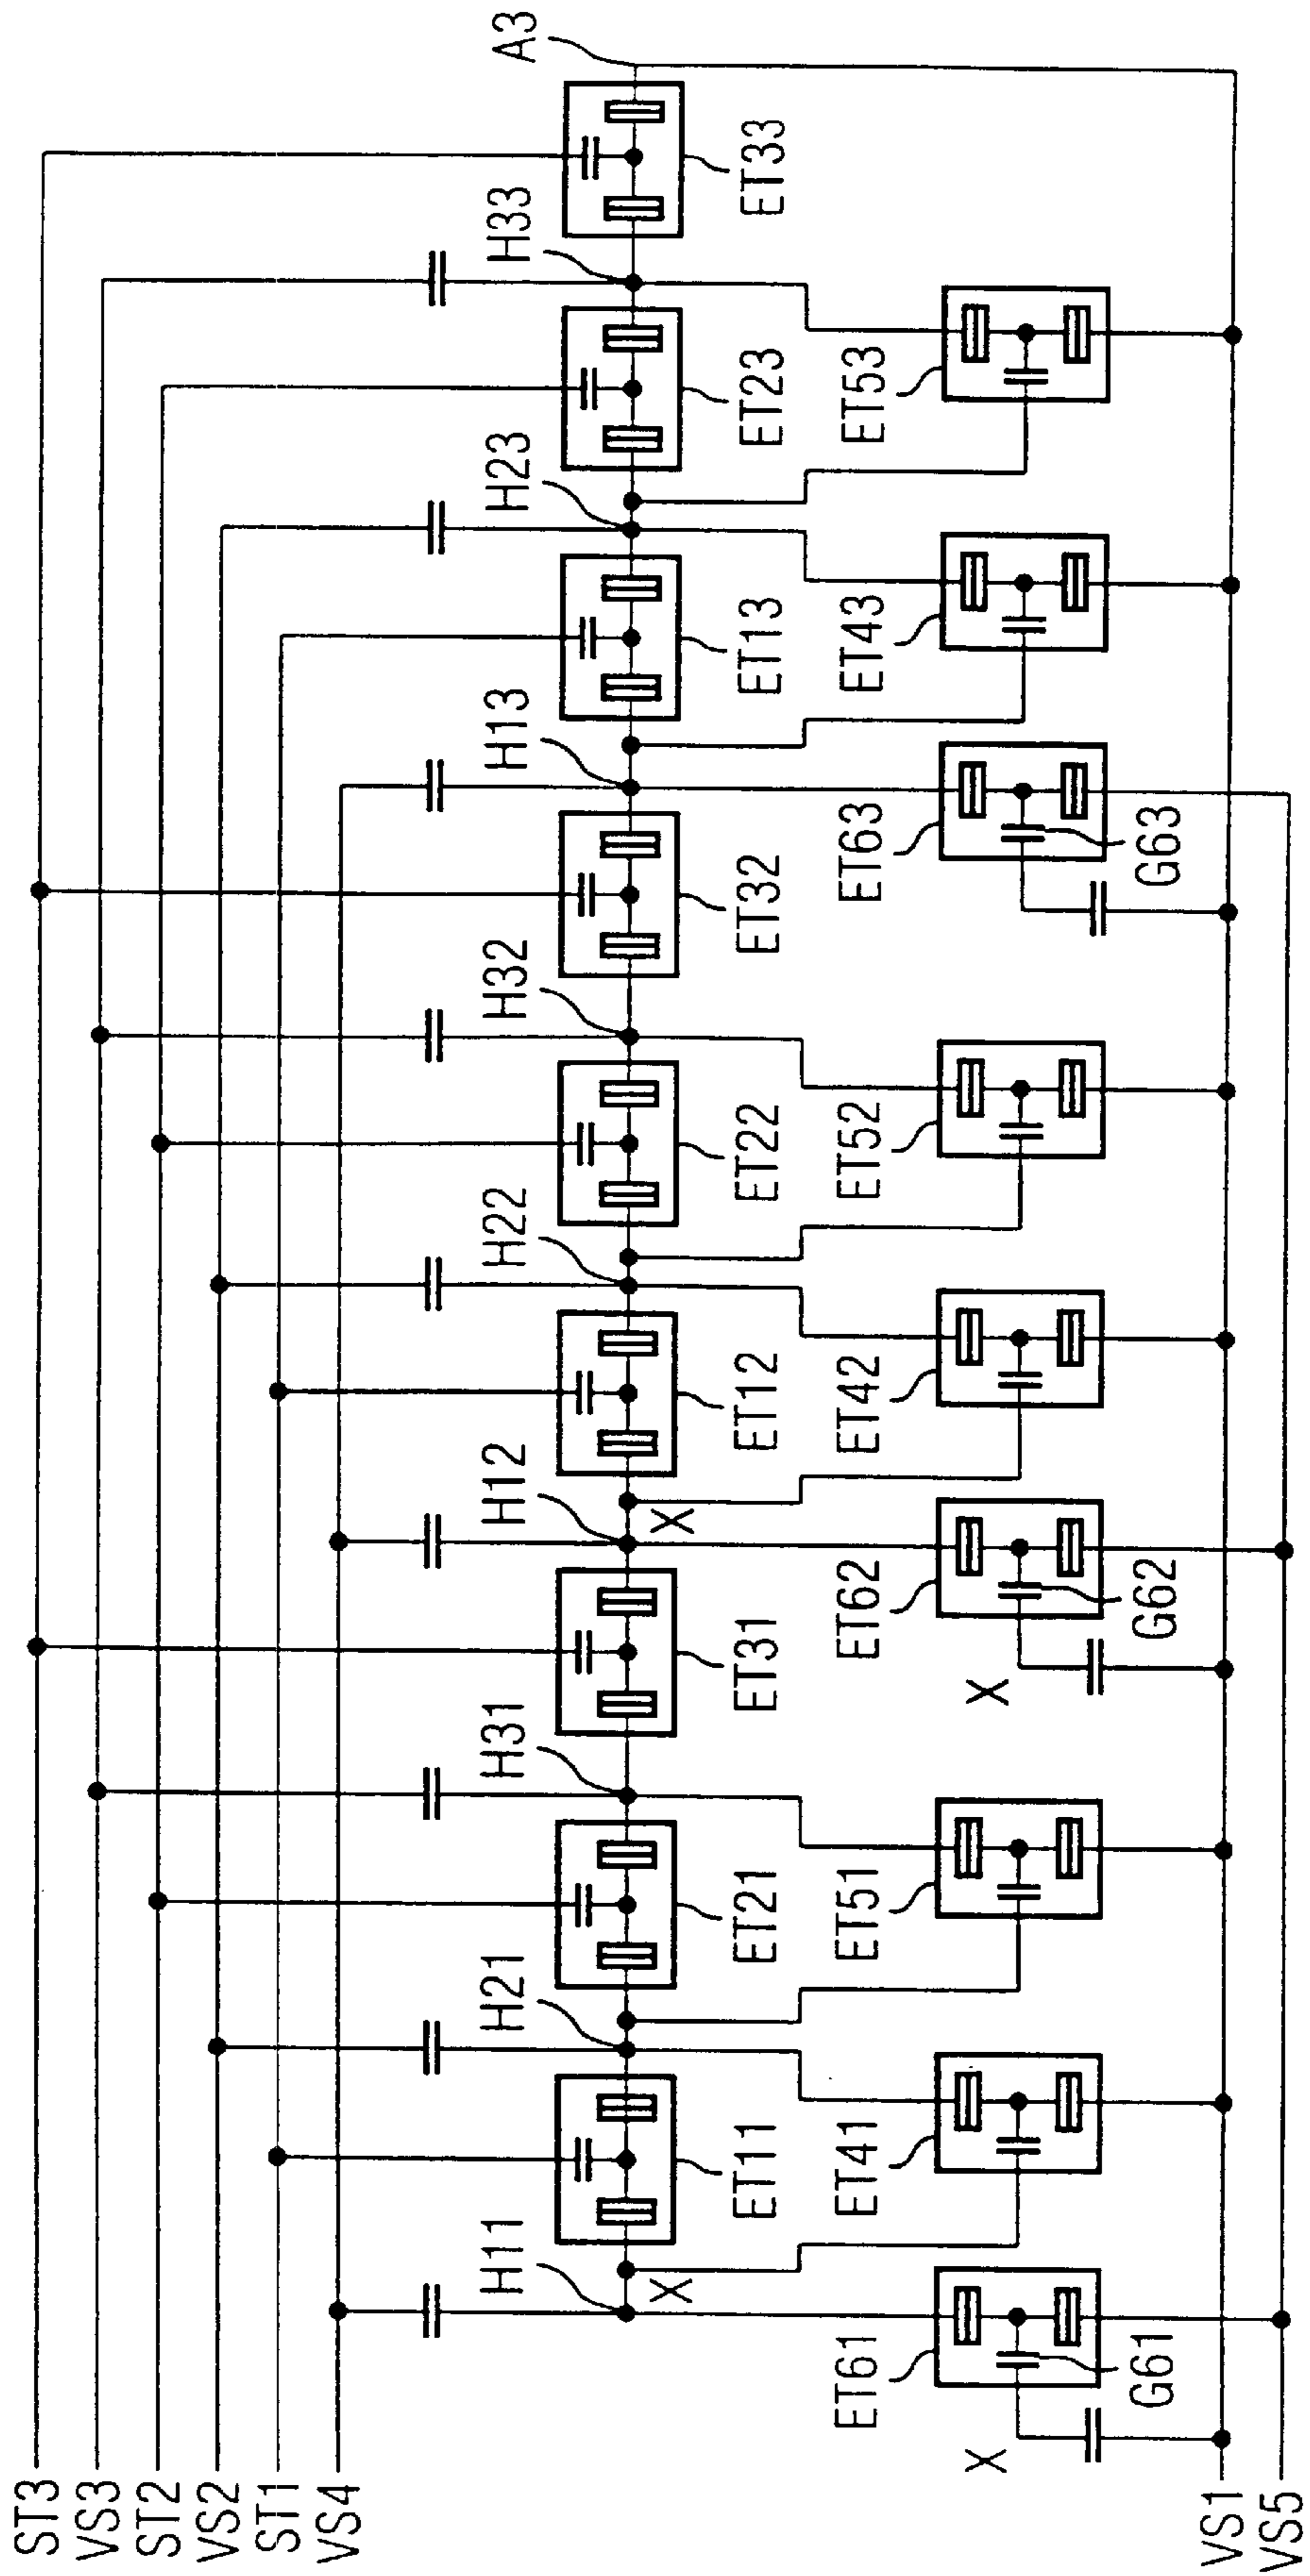 ST3
VS3
ST2
VS2
ST1
VS4
H11
H21
H31
H12
H22
H32
H13
H23
H33
A3
X
X
ET11
ET21
ET31
ET12
ET22
ET32
ET13
ET23
ET33
ET61
ET41
ET51
ET62
ET42
ET52
ET63
ET43
ET53
X
X
G61
G62
G63
VS1
VS5